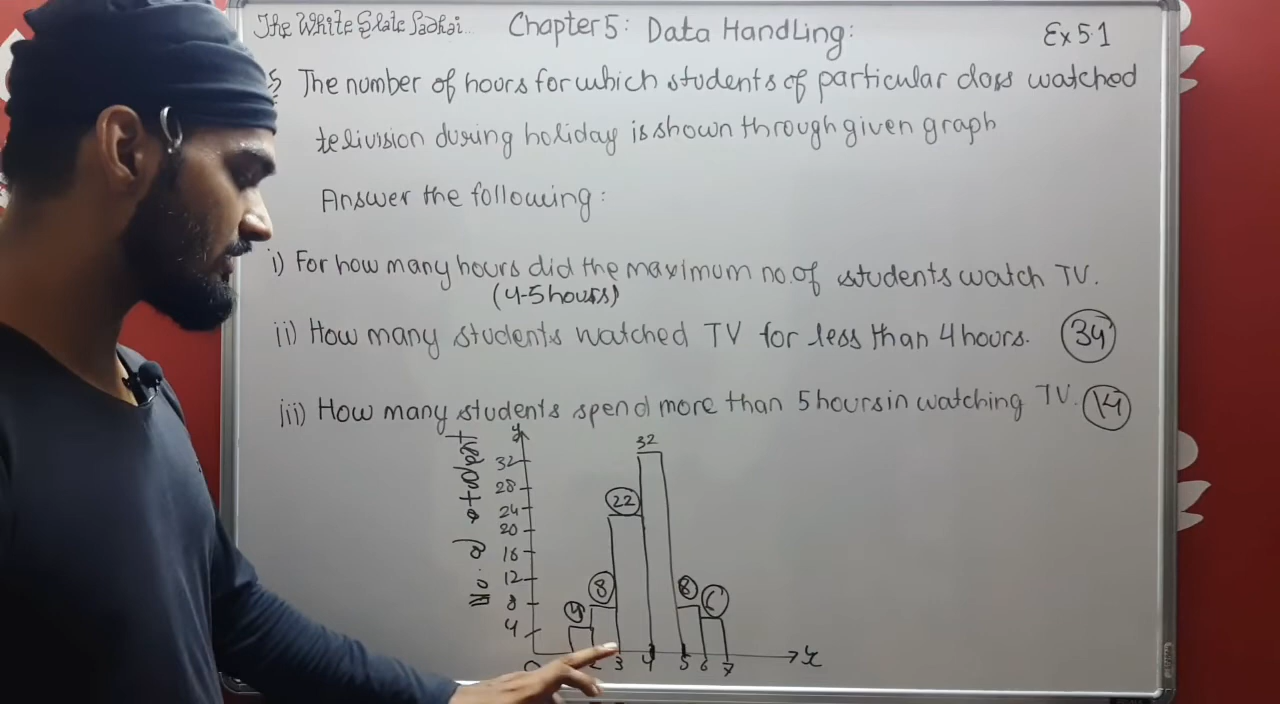 The White Slate Padhai... Chapter 5: Data Handling: Ex 5.1
5 The number of hours for which students of particular class watched
telivision during holiday is shown through given graph
Answer the following:
i) For how many hours did the maximum no. of students watch TV.
(4-5 hours)
ii) How many students watched TV for less than 4 hours. 34
iii) How many students spend more than 5 hours in watching TV. 14
y
32
28
24
20
16
12
8
4
0
No. of
4
8
22
32
8
6
2 3 4 5 6 7 x